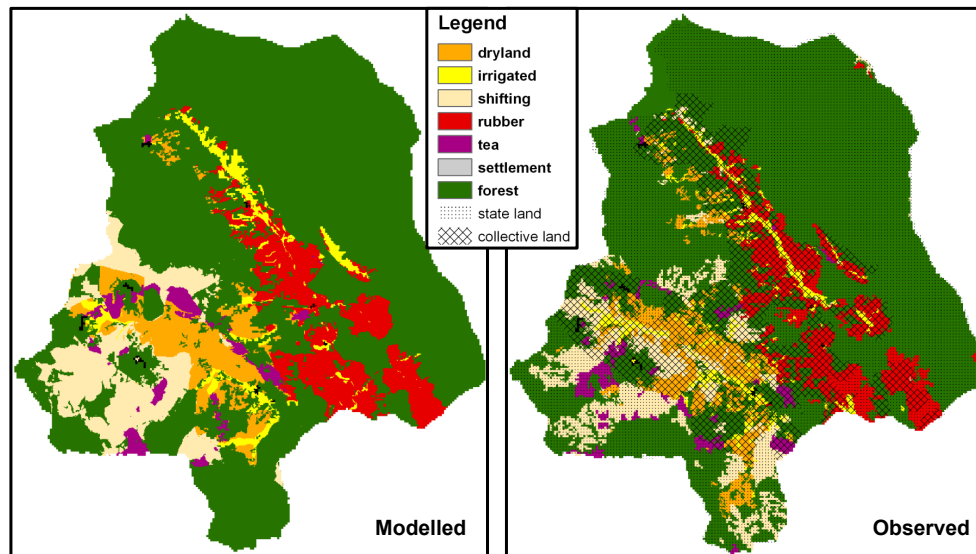 Legend
dryland
irrigated
shifting
rubber
tea
settlement
forest
state land
collective land
Modelled
Observed